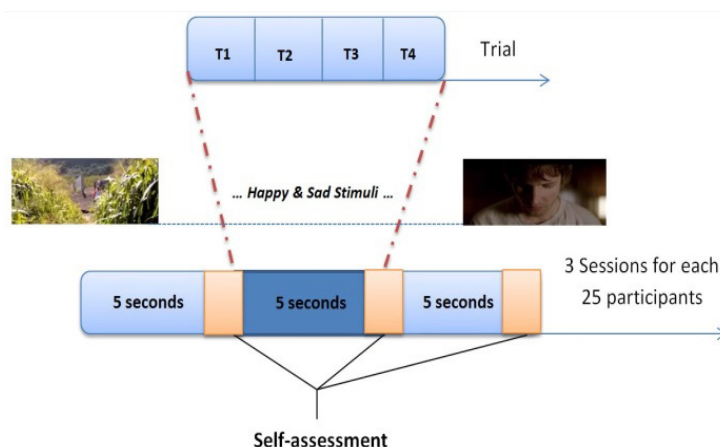 T1 T2 T3 T4
Trial
... Happy & Sad Stimuli ...
5 seconds 5 seconds 5 seconds
3 Sessions for each
25 participants
Self-assessment